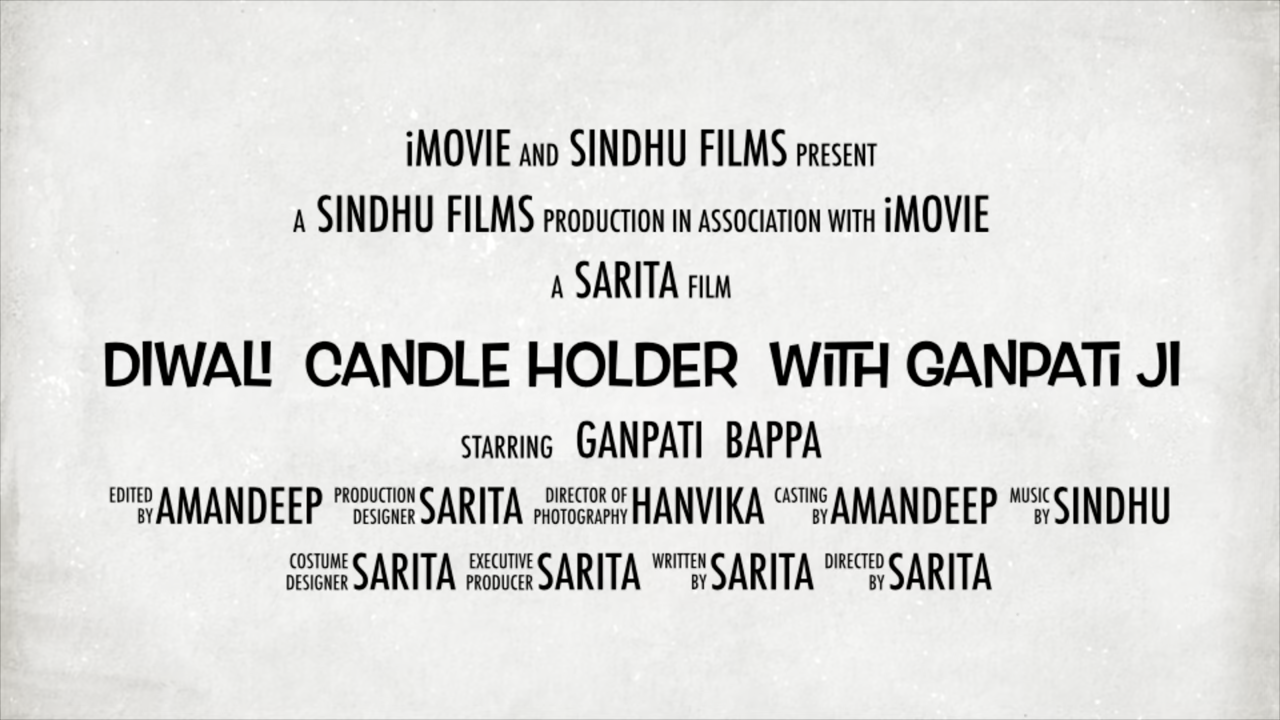 iMOVIE AND SINDHU FILMS PRESENT
A SINDHU FILMS PRODUCTION IN ASSOCIATION WITH iMOVIE
A SARITA FILM
DIWALI CANDLE HOLDER WITH GANPATI JI
STARRING GANPATI BAPPA
EDITED BY AMANDEEP PRODUCTION DESIGNER SARITA DIRECTOR OF PHOTOGRAPHY HANVIKA CASTING BY AMANDEEP MUSIC BY SINDHU
COSTUME DESIGNER SARITA EXECUTIVE PRODUCER SARITA WRITTEN BY SARITA DIRECTED BY SARITA